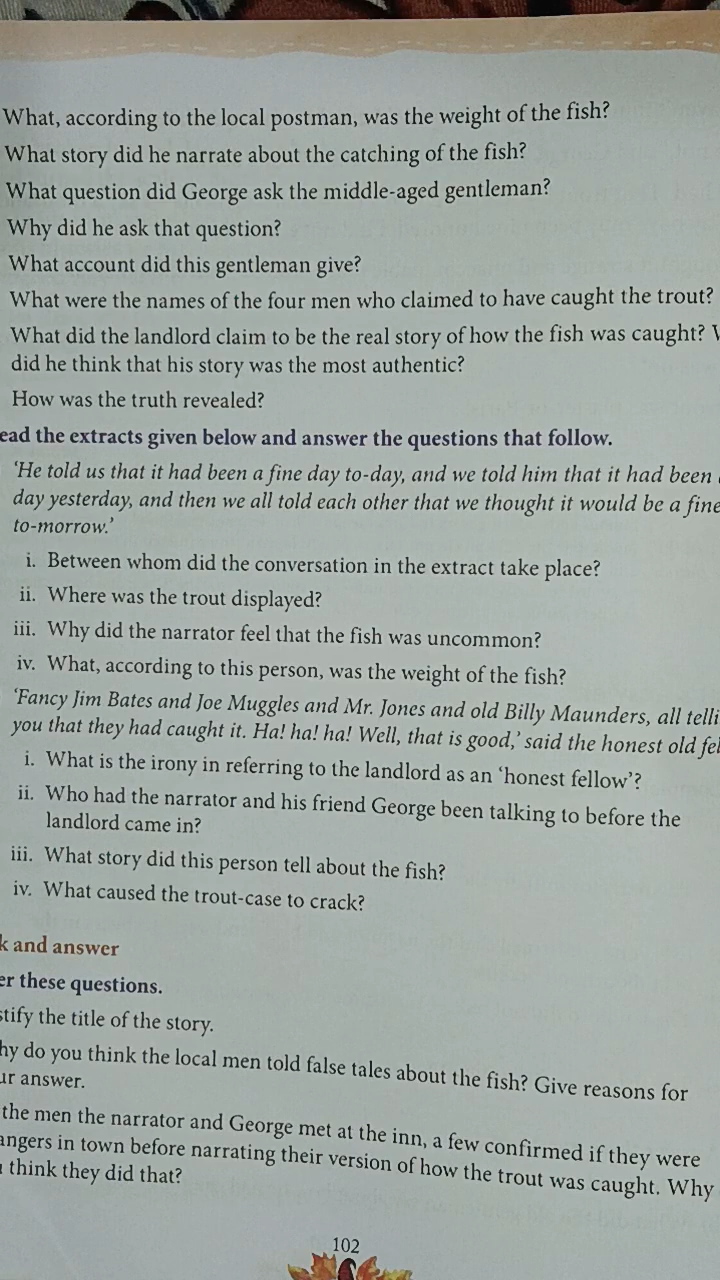 What, according to the local postman, was the weight of the fish?
What story did he narrate about the catching of the fish?
What question did George ask the middle-aged gentleman?
Why did he ask that question?
What account did this gentleman give?
What were the names of the four men who claimed to have caught the trout?
What did the landlord claim to be the real story of how the fish was caught?
did he think that his story was the most authentic?
How was the truth revealed?
ead the extracts given below and answer the questions that follow.
‘He told us that it had been a fine day to-day, and we told him that it had been
day yesterday, and then we all told each other that we thought it would be a fine
to-morrow.’
i. Between whom did the conversation in the extract take place?
ii. Where was the trout displayed?
iii. Why did the narrator feel that the fish was uncommon?
iv. What, according to this person, was the weight of the fish?
‘Fancy Jim Bates and Joe Muggles and Mr. Jones and old Billy Maunders, all telli
you that they had caught it. Ha! ha! ha! Well, that is good,’ said the honest old fel
i. What is the irony in referring to the landlord as an ‘honest fellow’?
ii. Who had the narrator and his friend George been talking to before the
landlord came in?
iii. What story did this person tell about the fish?
iv. What caused the trout-case to crack?
k and answer
er these questions.
stify the title of the story.
hy do you think the local men told false tales about the fish? Give reasons for
ur answer.
the men the narrator and George met at the inn, a few confirmed if they were
angers in town before narrating their version of how the trout was caught. Why
think they did that?
102